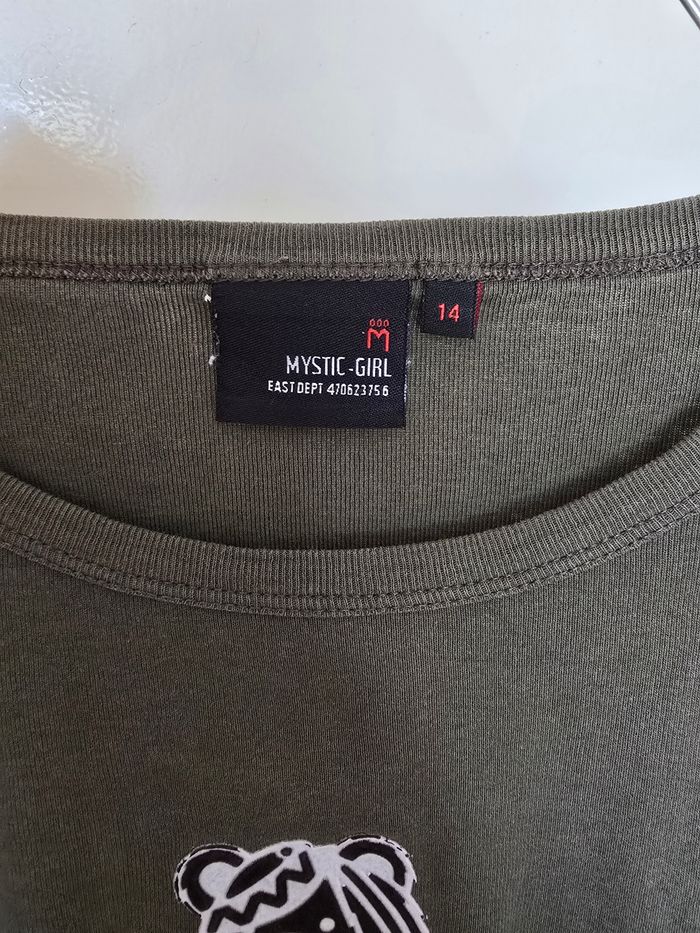 M
MYSTIC-GIRL
EAST DEPT 470623756
14